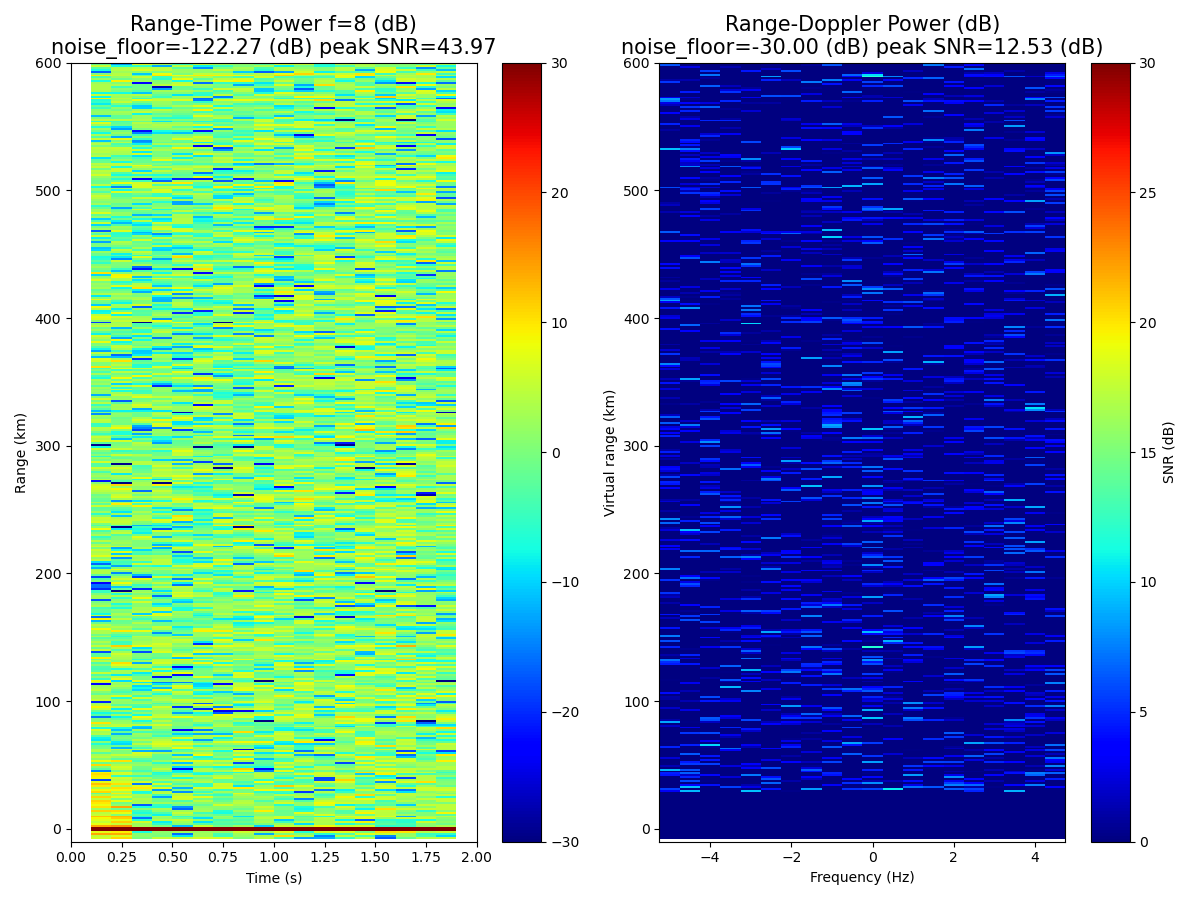 Range-Time Power f=8 (dB)
noise_floor=-122.27 (dB) peak SNR=43.97
600
500
400
300
200
100
0
Range (km)
0.00 0.25 0.50 0.75 1.00 1.25 1.50 1.75 2.00
Time (s)
30
20
10
0
−10
−20
−30
Range-Doppler Power (dB)
noise_floor=-30.00 (dB) peak SNR=12.53 (dB)
600
500
400
300
200
100
0
Virtual range (km)
−4 −2 0 2 4
Frequency (Hz)
30
25
20
15
10
5
0
SNR (dB)